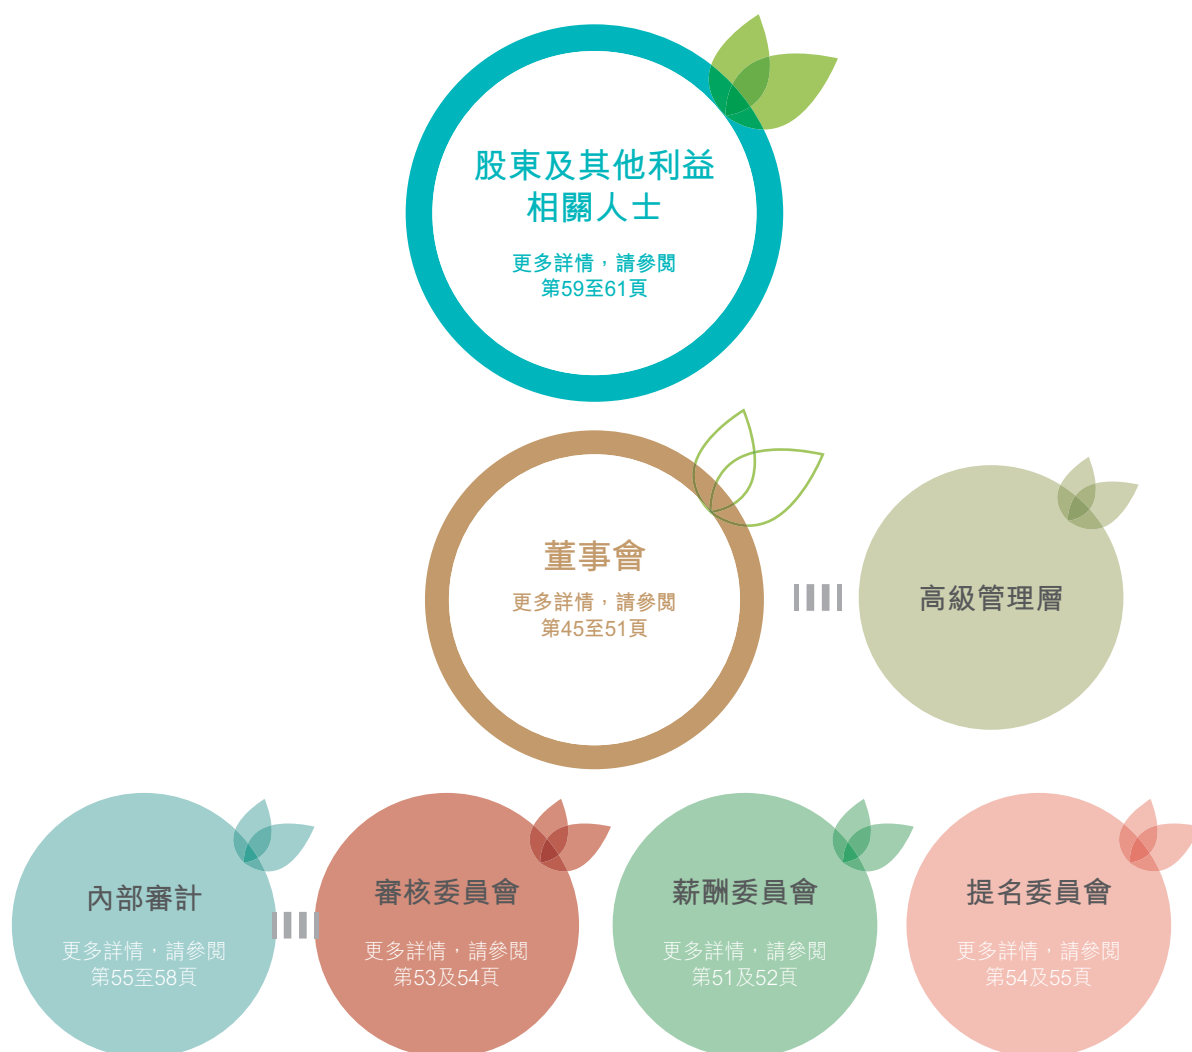 股東及其他利益
相關人士
更多詳情，請參閱
第59至61頁
董事會
更多詳情，請參閱
第45至51頁
高級管理層
內部審計
更多詳情，請參閱
第55至58頁
審核委員會
更多詳情，請參閱
第53及54頁
薪酬委員會
更多詳情，請參閱
第51及52頁
提名委員會
更多詳情，請參閱
第54及55頁